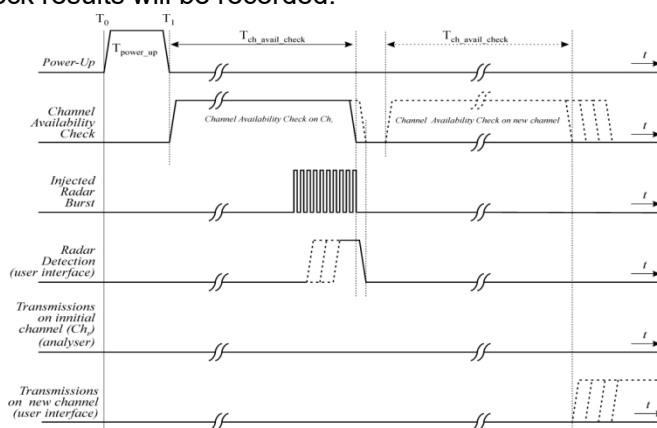 ck results will be recorded.
T0 T1
Tpower_up
Tch_avail_check
Tch_avail_check
Power-Up
t
Channel
Availability
Check
Channel Availability Check on Chr
Channel Availability Check on new channel
t
Injected
Radar
Burst
t
Radar
Detection
(user interface)
t
Transmissions
on innitial
channel (Chr)
(analyser)
t
Transmissions
on new channel
(user interface)
t